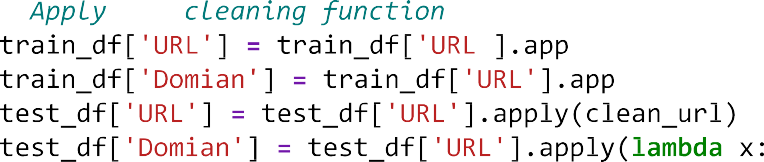 Apply cleaning function
train_df['URL'] = train_df['URL ].app
train_df['Domian'] = train_df['URL'].app
test_df['URL'] = test_df['URL'].apply(clean_url)
test_df['Domian'] = test_df['URL'].apply(lambda x: